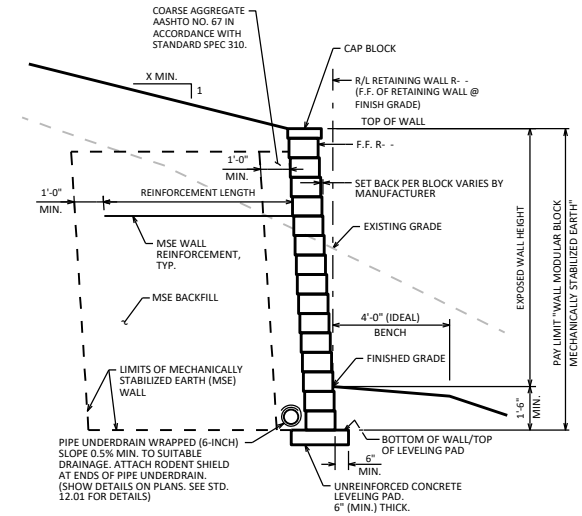 COARSE AGGREGATE
AASHTO NO. 67 IN
ACCORDANCE WITH
STANDARD SPEC 310.
CAP BLOCK
X MIN.
1
R/L RETAINING WALL R- -
(F.F. OF RETAINING WALL @
FINISH GRADE)
TOP OF WALL
F.F. R- -
1'-0"
MIN.
1'-0"
MIN.
REINFORCEMENT LENGTH
SET BACK PER BLOCK VARIES BY
MANUFACTURER
EXISTING GRADE
MSE WALL
REINFORCEMENT,
TYP.
MSE BACKFILL
4'-0" (IDEAL)
BENCH
EXPOSED WALL HEIGHT
PAY LIMIT "WALL MODULAR BLOCK
MECHANICALLY STABILIZED EARTH"
FINISHED GRADE
LIMITS OF MECHANICALLY
STABILIZED EARTH (MSE)
WALL
1'-6"
MIN.
PIPE UNDERDRAIN WRAPPED (6-INCH)
SLOPE 0.5% MIN. TO SUITABLE
DRAINAGE. ATTACH RODENT SHIELD
AT ENDS OF PIPE UNDERDRAIN.
(SHOW DETAILS ON PLANS. SEE STD.
12.01 FOR DETAILS)
BOTTOM OF WALL/TOP
OF LEVELING PAD
6"
MIN.
UNREINFORCED CONCRETE
LEVELING PAD.
6" (MIN.) THICK.